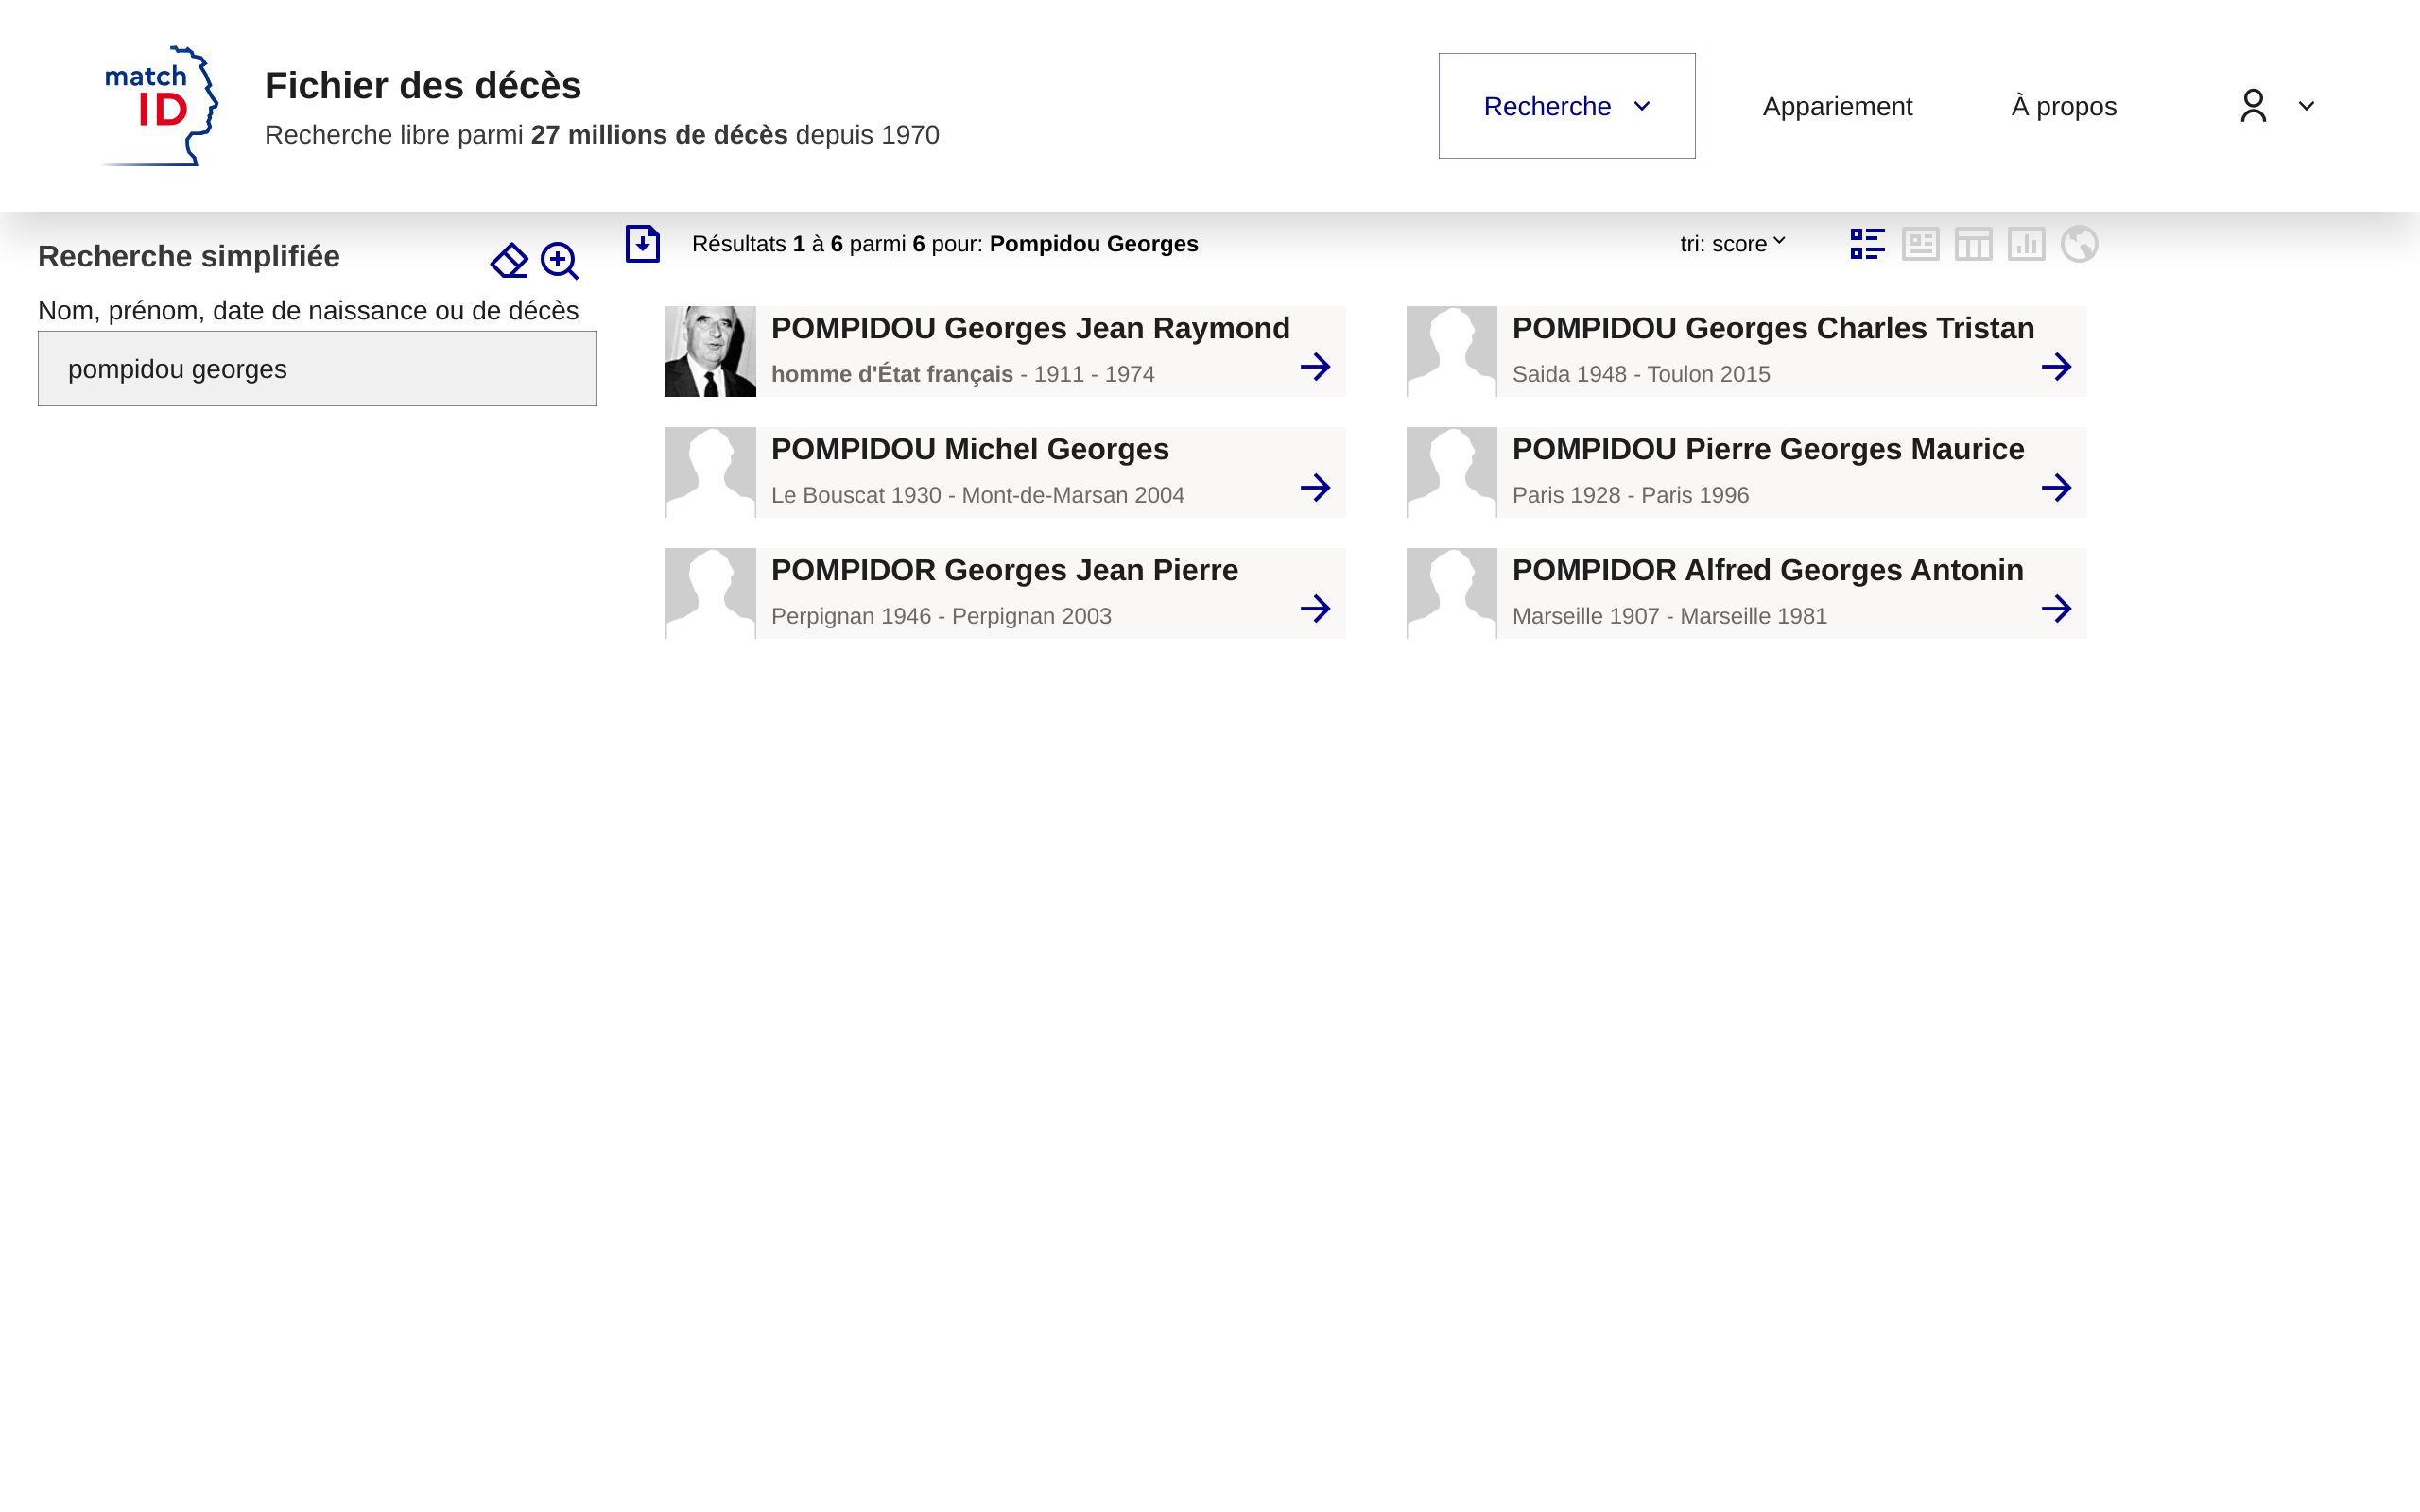 match
ID
Fichier des décès
Recherche libre parmi 27 millions de décès depuis 1970
Recherche
Appariement
À propos
Recherche simplifiée
Nom, prénom, date de naissance ou de décès
pompidou georges
Résultats 1 à 6 parmi 6 pour: Pompidou Georges
tri: score
POMPIDOU Georges Jean Raymond
homme d'État français - 1911 - 1974
POMPIDOU Georges Charles Tristan
Saida 1948 - Toulon 2015
POMPIDOU Michel Georges
Le Bouscat 1930 - Mont-de-Marsan 2004
POMPIDOU Pierre Georges Maurice
Paris 1928 - Paris 1996
POMPIDOR Georges Jean Pierre
Perpignan 1946 - Perpignan 2003
POMPIDOR Alfred Georges Antonin
Marseille 1907 - Marseille 1981